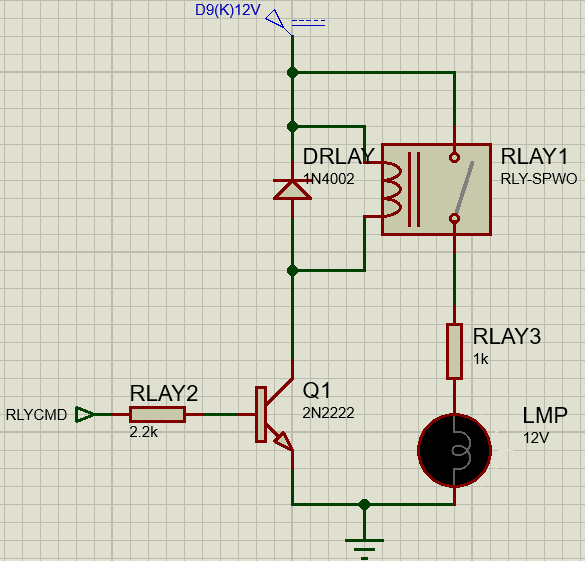 D9(K)12V
DRLAY
1N4002
RLAY1
RLY-SPWO
RLAY3
1k
RLAY2
RLYCMD
2.2k
Q1
2N2222
LMP
12V